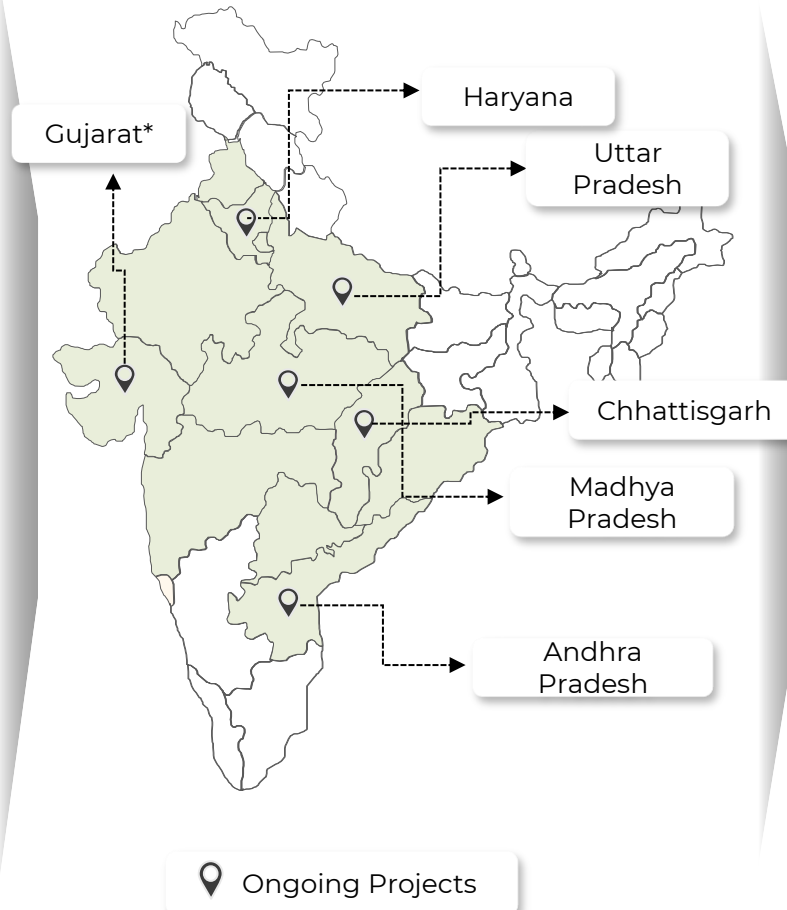 Haryana
Gujarat*
Uttar
Pradesh
Chhattisgarh
Madhya
Pradesh
Andhra
Pradesh
Ongoing Projects